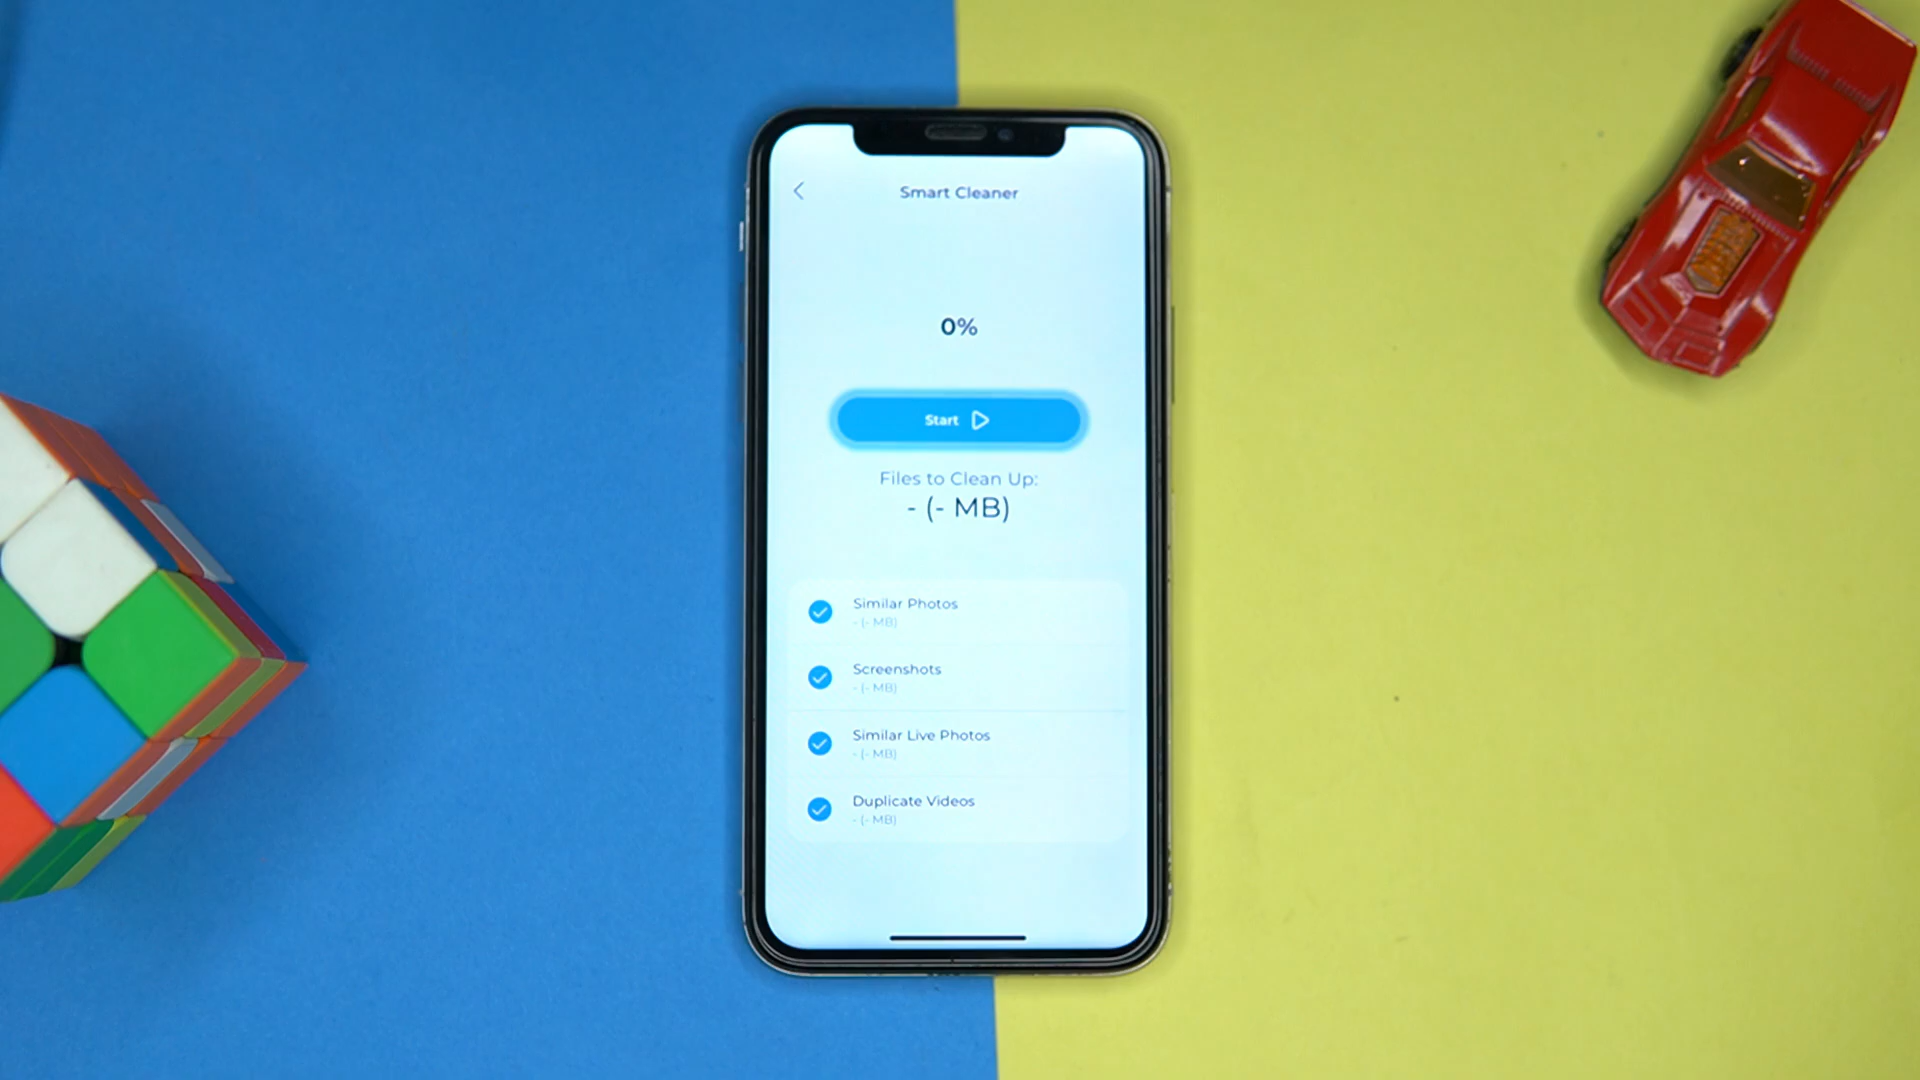 Smart Cleaner
0%
Start
Files to Clean Up:
- (- MB)
Similar Photos
- (- MB)
Screenshots
- (- MB)
Similar Live Photos
- (- MB)
Duplicate Videos
- (- MB)